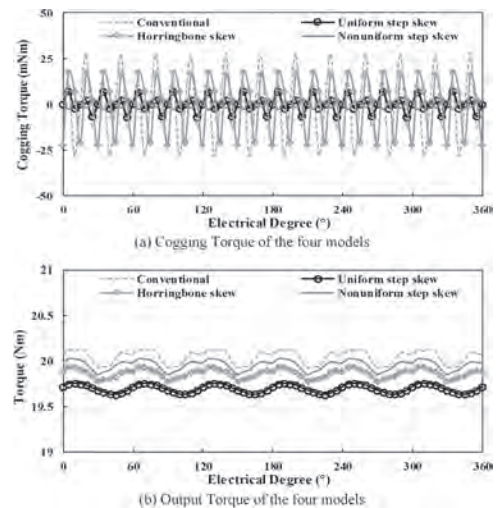 50
25
0
-25
-50
Cogging Torque (mNm)
Conventional
Uniform step skew
Horringbone skew
Nonuniform step skew
0 60 120 180 240 300 360
Electrical Degree (°)
(a) Cogging Torque of the four models
21
20.5
20
19.5
19
Torque (Nm)
Conventional
Uniform step skew
Horringbone skew
Nonuniform step skew
0 60 120 180 240 300 360
Electrical Degree (°)
(b) Output Torque of the four models